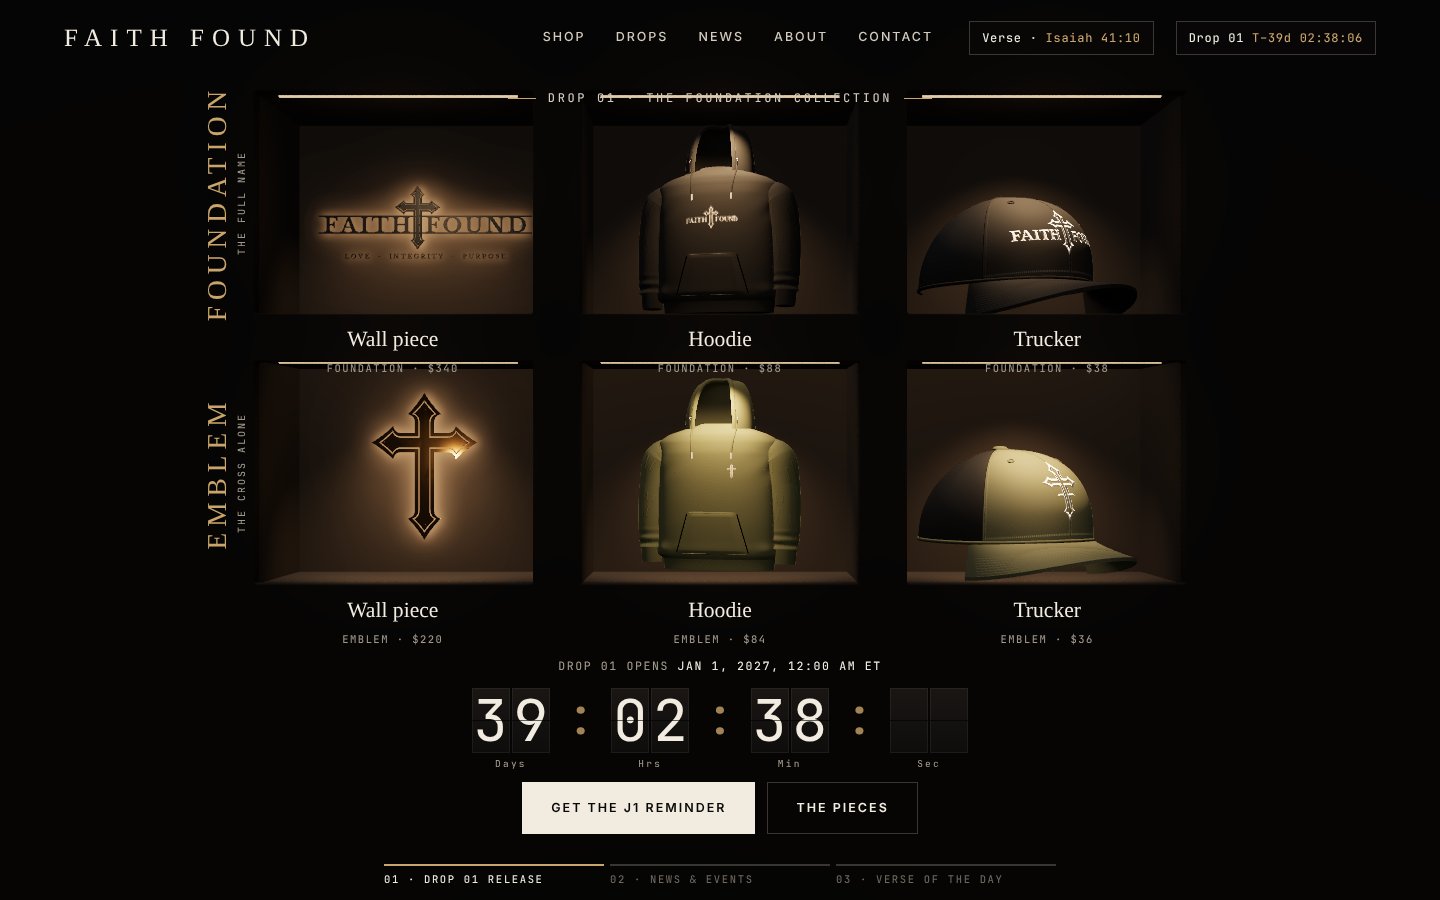 FAITH FOUND
SHOP DROPS NEWS ABOUT CONTACT
Verse · Isaiah 41:10
Drop 01 T-39d 02:38:06
DROP 01 · THE FOUNDATION COLLECTION
FOUNDATION
THE FULL NAME
FAITH FOUND
LOVE · INTEGRITY · PURPOSE
FAITH FOUND
FAITH FOU
Wall piece
Hoodie
Trucker
FOUNDATION · $340
FOUNDATION · $88
FOUNDATION · $38
EMBLEM
THE CROSS ALONE
Wall piece
Hoodie
Trucker
EMBLEM · $220
EMBLEM · $84
EMBLEM · $36
DROP 01 OPENS JAN 1, 2027, 12:00 AM ET
39 : 02 : 38 :
Days Hrs Min Sec
GET THE J1 REMINDER
THE PIECES
01 · DROP 01 RELEASE
02 · NEWS & EVENTS
03 · VERSE OF THE DAY